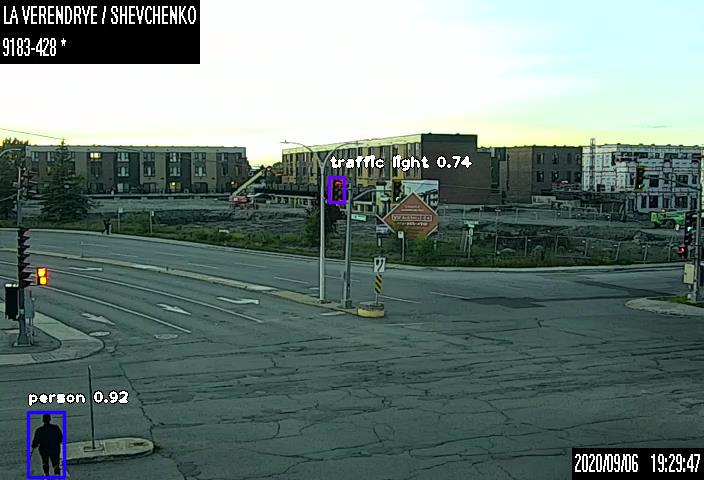 LA VERENDRYE / SHEVCHENKO
9183-428 *
traffic light 0.74
person 0.92
2020/09/06 19:29:47